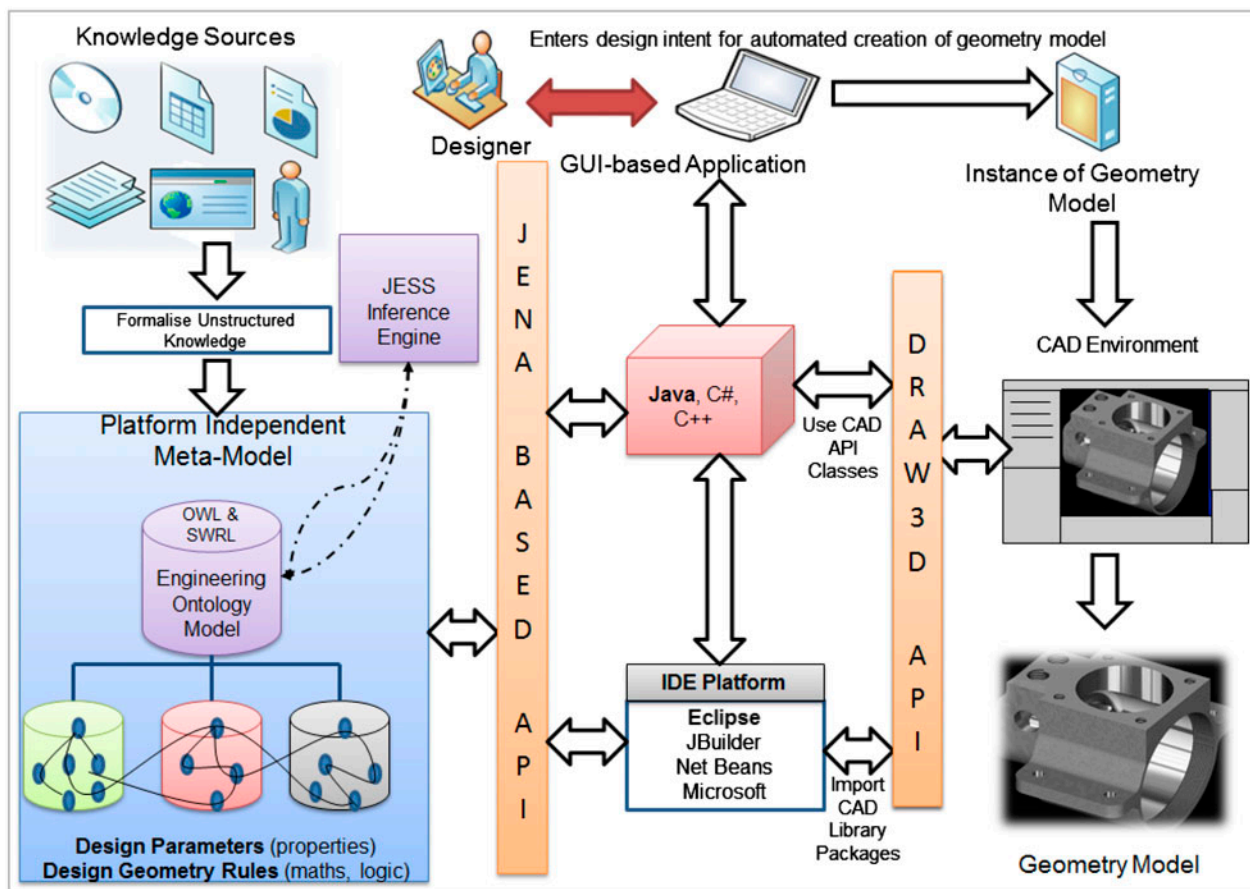 Knowledge Sources
Enters design intent for automated creation of geometry model
Designer
GUI-based Application
Instance of Geometry
Model
Formalise Unstructured
Knowledge
JESS
Inference
Engine
J
E
N
A
B
A
S
E
D
A
P
I
Platform Independent
Meta-Model
OWL &
SWRL
Engineering
Ontology
Model
Design Parameters (properties)
Design Geometry Rules (maths, logic)
Java, C#,
C++
Use CAD
API
Classes
IDE Platform
Eclipse
JBuilder
Net Beans
Microsoft
Import
CAD
Library
Packages
D
R
A
W
3
D
A
P
I
CAD Environment
Geometry Model